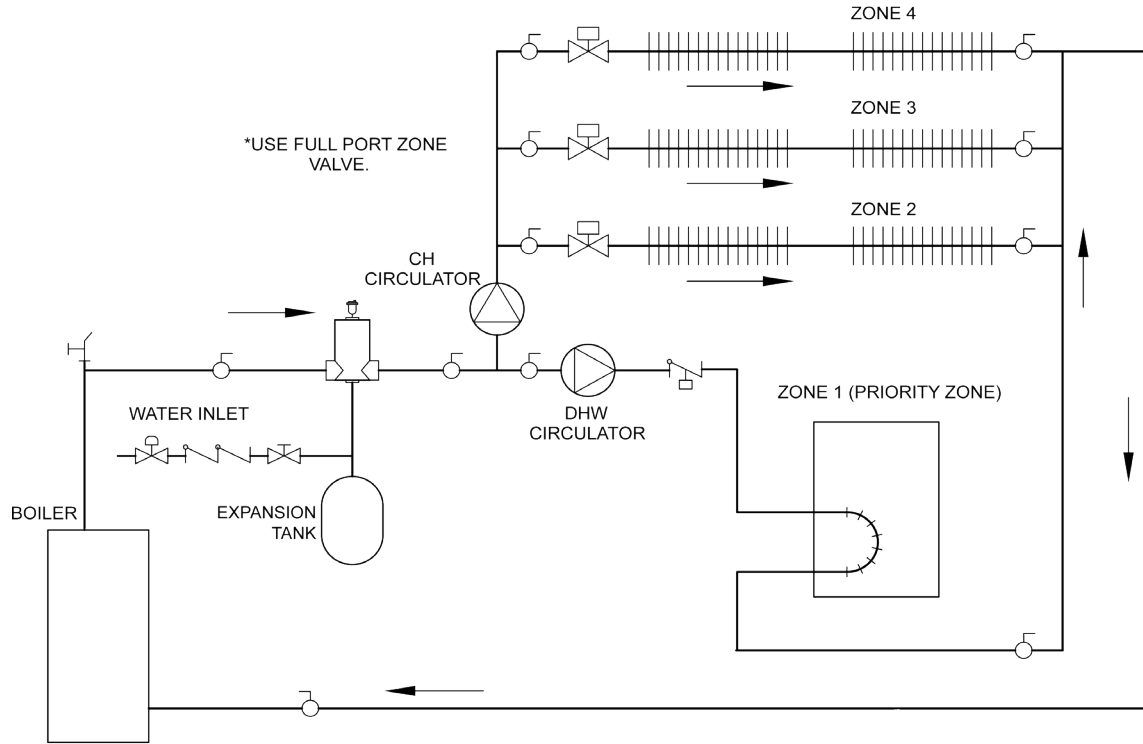 ZONE 4
ZONE 3
*USE FULL PORT ZONE
VALVE.
ZONE 2
CH
CIRCULATOR
ZONE 1 (PRIORITY ZONE)
WATER INLET
DHW
CIRCULATOR
BOILER
EXPANSION
TANK